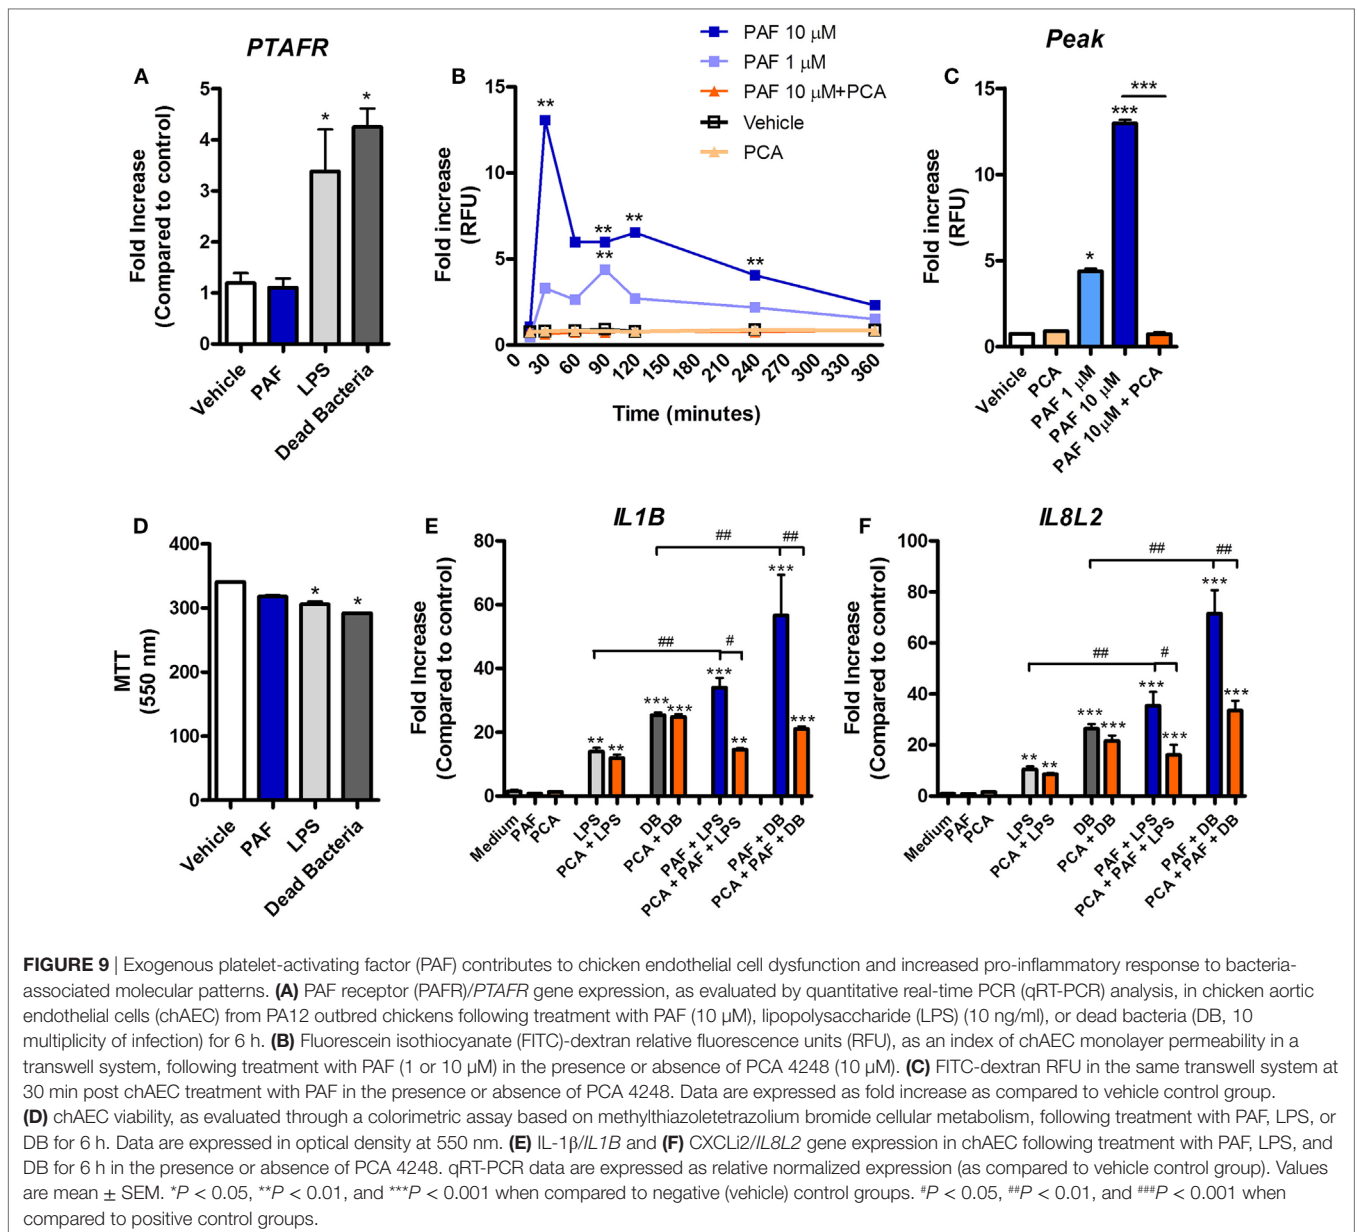 PTAFR
A
Fold Increase
(Compared to control)
5
4
3
2
1
0
*
*
Vehicle
PAF
LPS
Dead Bacteria
B
PAF 10 µM
PAF 1 µM
PAF 10 µM+PCA
Vehicle
PCA
Fold increase
(RFU)
15
10
5
0
**
**
**
**
**
0
30
60
90
120
150
180
210
240
270
300
330
360
Time (minutes)
Peak
C
Fold increase
(RFU)
15
10
5
0
*
***
***
Vehicle
PCA
PAF 1 µM
PAF 10 µM
PAF 10µM + PCA
D
MTT
(550 nm)
400
300
200
100
0
*
*
Vehicle
PAF
LPS
Dead Bacteria
E
IL1B
Fold Increase
(Compared to control)
80
60
40
20
0
##
##
##
#
**
**
***
***
***
**
***
***
Medium
PAF
PCA
LPS
PCA + LPS
DB
PCA + DB
PAF + LPS
PCA + PAF + LPS
PAF + DB
PCA + PAF + DB
F
IL8L2
Fold Increase
(Compared to control)
100
80
60
40
20
0
##
##
##
#
**
**
***
***
***
***
***
***
Medium
PAF
PCA
LPS
PCA + LPS
DB
PCA + DB
PAF + LPS
PCA + PAF + LPS
PAF + DB
PCA + PAF + DB
FIGURE 9 | Exogenous platelet-activating factor (PAF) contributes to chicken endothelial cell dysfunction and increased pro-inflammatory response to bacteria-
associated molecular patterns. (A) PAF receptor (PAFR)/PTAFR gene expression, as evaluated by quantitative real-time PCR (qRT-PCR) analysis, in chicken aortic
endothelial cells (chAEC) from PA12 outbred chickens following treatment with PAF (10 µM), lipopolysaccharide (LPS) (10 ng/ml), or dead bacteria (DB, 10
multiplicity of infection) for 6 h. (B) Fluorescein isothiocyanate (FITC)-dextran relative fluorescence units (RFU), as an index of chAEC monolayer permeability in a
transwell system, following treatment with PAF (1 or 10 µM) in the presence or absence of PCA 4248 (10 µM). (C) FITC-dextran RFU in the same transwell system at
30 min post chAEC treatment with PAF in the presence or absence of PCA 4248. Data are expressed as fold increase as compared to vehicle control group.
(D) chAEC viability, as evaluated through a colorimetric assay based on methylthiazoletetrazolium bromide cellular metabolism, following treatment with PAF, LPS, or
DB for 6 h. Data are expressed in optical density at 550 nm. (E) IL-1β/IL1B and (F) CXCLi2/IL8L2 gene expression in chAEC following treatment with PAF, LPS, and
DB for 6 h in the presence or absence of PCA 4248. qRT-PCR data are expressed as relative normalized expression (as compared to vehicle control group). Values
are mean ± SEM. *P < 0.05, **P < 0.01, and ***P < 0.001 when compared to negative (vehicle) control groups. #P < 0.05, ##P < 0.01, and ###P < 0.001 when
compared to positive control groups.